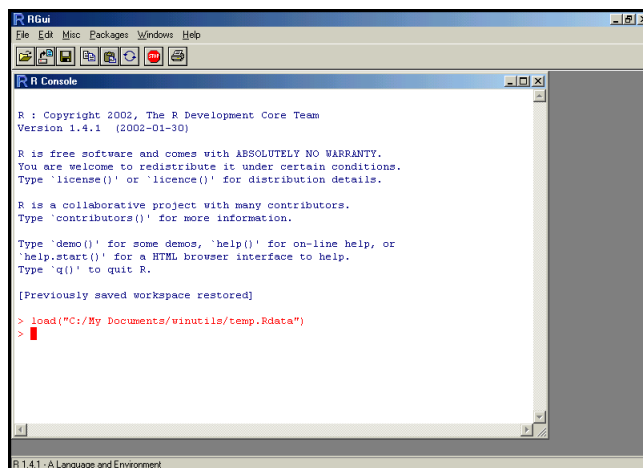 RGui
File Edit Misc Packages Windows Help
STOP
R Console
R : Copyright 2002, The R Development Core Team
Version 1.4.1 (2002-01-30)
R is free software and comes with ABSOLUTELY NO WARRANTY.
You are welcome to redistribute it under certain conditions.
Type `license()' or `licence()' for distribution details.
R is a collaborative project with many contributors.
Type `contributors()' for more information.
Type `demo()' for some demos, `help()' for on-line help, or
`help.start()' for a HTML browser interface to help.
Type `q()' to quit R.
[Previously saved workspace restored]
> load("C:/My Documents/winutils/temp.Rdata")
>
R 1.4.1 - A Language and Environment